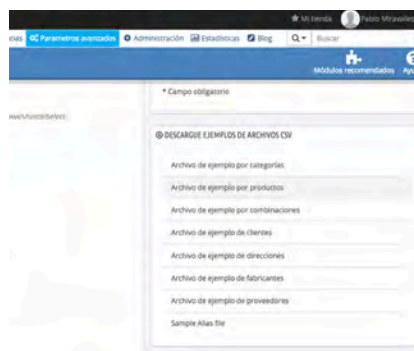 Mi tienda Pablo Miravalles
Parametros avanzados Administración Estadísticas Blog Buscar
Módulos recomendados
* Campo obligatorio
DESCARGUE EJEMPLOS DE ARCHIVOS CSV
Archivo de ejemplo por categorías
Archivo de ejemplo por productos
Archivo de ejemplo por combinaciones
Archivo de ejemplo de clientes
Archivo de ejemplo de direcciones
Archivo de ejemplo de fabricantes
Archivo de ejemplo de proveedores
Sample Alias file